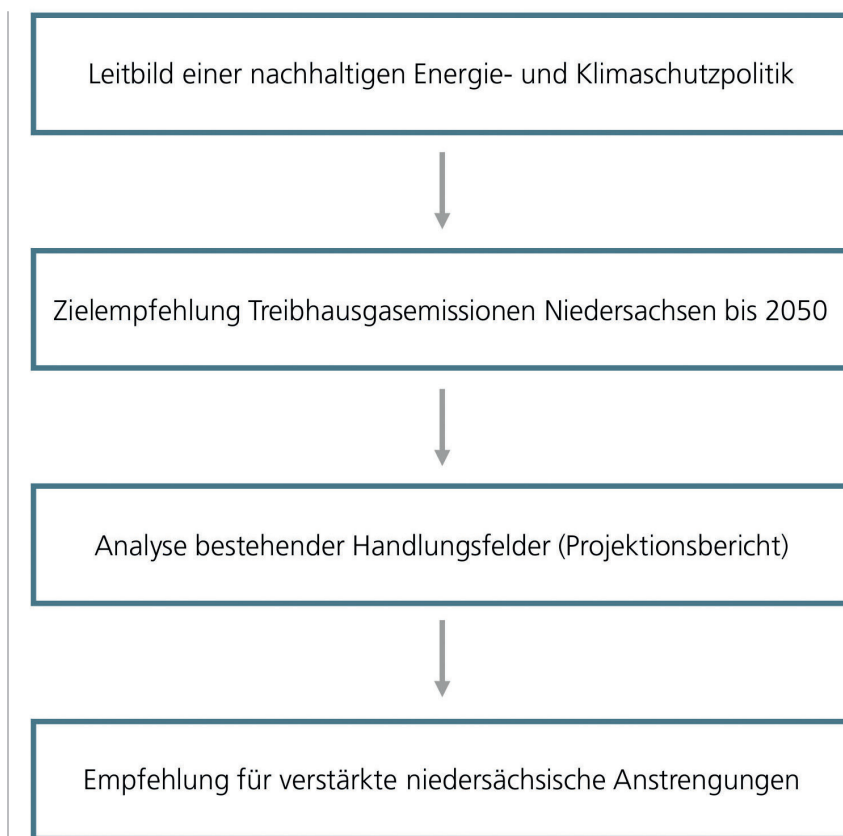 Leitbild einer nachhaltigen Energie- und Klimaschutzpolitik
Zielempfehlung Treibhausgasemissionen Niedersachsen bis 2050
Analyse bestehender Handlungsfelder (Projektionsbericht)
Empfehlung für verstärkte niedersächsische Anstrengungen